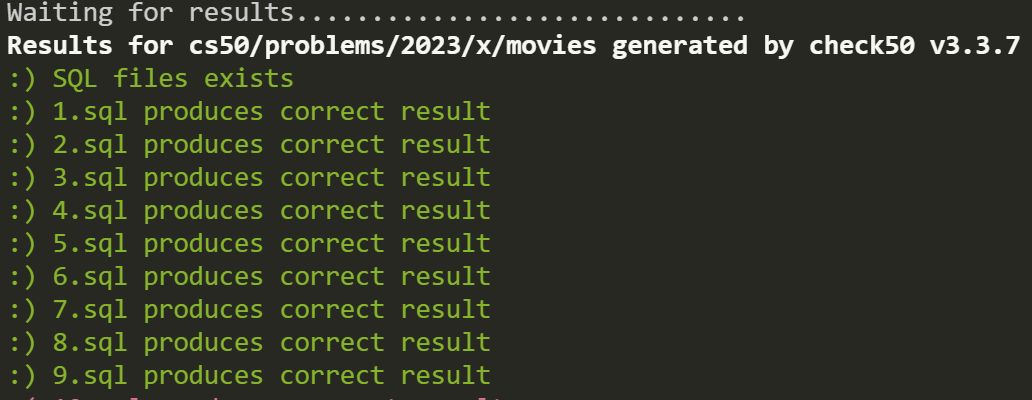 Waiting for results..............................
Results for cs50/problems/2023/x/movies generated by check50 v3.3.7
:) SQL files exists
:) 1.sql produces correct result
:) 2.sql produces correct result
:) 3.sql produces correct result
:) 4.sql produces correct result
:) 5.sql produces correct result
:) 6.sql produces correct result
:) 7.sql produces correct result
:) 8.sql produces correct result
:) 9.sql produces correct result